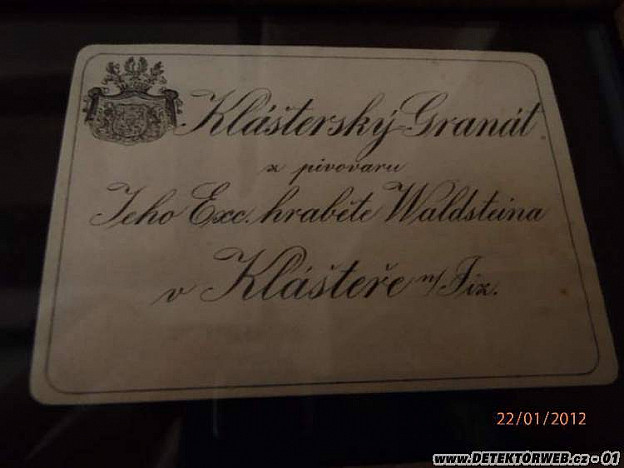 Klášterský Granát
z pivovaru
Jeho Exc. hraběte Waldsteina
v Klášteře n/Jiz.
22/01/2012
www.DETEKTORWEB.cz - 01